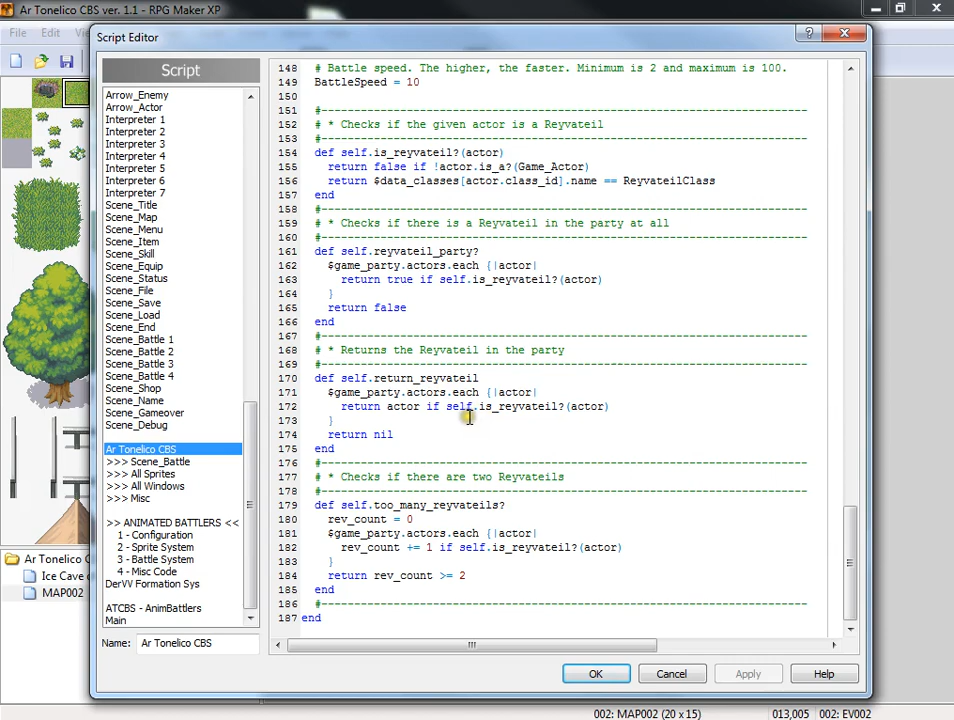 Ar Tonelico CBS ver. 1.1 - RPG Maker XP
File Edit
Script Editor
Script
Arrow_Enemy
Arrow_Actor
Interpreter 1
Interpreter 2
Interpreter 3
Interpreter 4
Interpreter 5
Interpreter 6
Interpreter 7
Scene_Title
Scene_Map
Scene_Menu
Scene_Item
Scene_Skill
Scene_Equip
Scene_Status
Scene_File
Scene_Save
Scene_Load
Scene_End
Scene_Battle 1
Scene_Battle 2
Scene_Battle 3
Scene_Battle 4
Scene_Shop
Scene_Name
Scene_Gameover
Scene_Debug
Ar Tonelico CBS
>>> Scene_Battle
>>> All Sprites
>>> All Windows
>>> Misc
>> ANIMATED BATTLERS <<
1 - Configuration
2 - Sprite System
3 - Battle System
4 - Misc Code
DerVV Formation Sys
ATCBS - AnimBattlers
Main
Name: Ar Tonelico CBS
148 # Battle speed. The higher, the faster. Minimum is 2 and maximum is 100.
149 BattleSpeed = 10
150
151 #--------------------------------------------------------------------------
152 # * Checks if the given actor is a Reyvateil
153 #--------------------------------------------------------------------------
154 def self.is_reyvateil?(actor)
155 return false if !actor.is_a?(Game_Actor)
156 return $data_classes[actor.class_id].name == ReyvateilClass
157 end
158 #--------------------------------------------------------------------------
159 # * Checks if there is a Reyvateil in the party at all
160 #--------------------------------------------------------------------------
161 def self.reyvateil_party?
162 $game_party.actors.each {|actor|
163 return true if self.is_reyvateil?(actor)
164 }
165 return false
166 end
167 #--------------------------------------------------------------------------
168 # * Returns the Reyvateil in the party
169 #--------------------------------------------------------------------------
170 def self.return_reyvateil
171 $game_party.actors.each {|actor|
172 return actor if self.is_reyvateil?(actor)
173 }
174 return nil
175 end
176 #--------------------------------------------------------------------------
177 # * Checks if there are two Reyvateils
178 #--------------------------------------------------------------------------
179 def self.too_many_reyvateils?
180 rev_count = 0
181 $game_party.actors.each {|actor|
182 rev_count += 1 if self.is_reyvateil?(actor)
183 }
184 return rev_count >= 2
185 end
186 #--------------------------------------------------------------------------
187 end
OK Cancel Apply Help
Ar Tonelico
Ice Cave
MAP002
002: MAP002 (20 x 15) 013,005 002: EV002